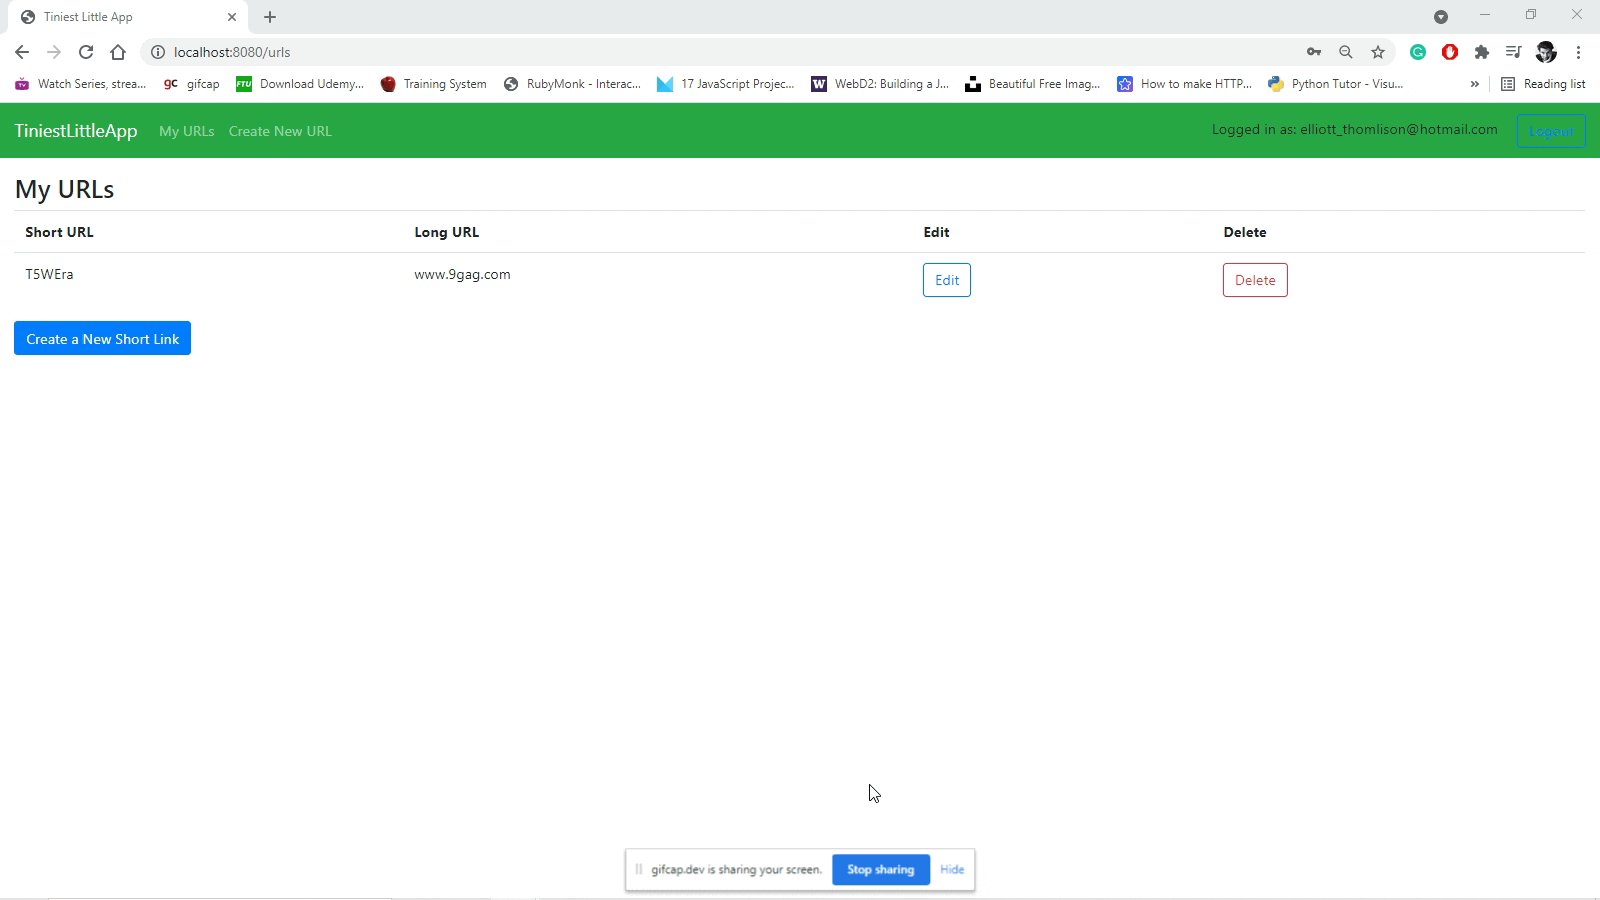 Tiniest Little App
localhost:8080/urls
Watch Series, strea... gc gifcap FTU Download Udemy... Training System RubyMonk - Interac... 17 JavaScript Projec... W WebD2: Building a J... Beautiful Free Imag... How to make HTTP... Python Tutor - Visu... » Reading list
TiniestLittleApp My URLs Create New URL Logged in as: elliott_thomlison@hotmail.com Logout
My URLs
Short URL Long URL Edit Delete
T5WEra www.9gag.com Edit Delete
Create a New Short Link
gifcap.dev is sharing your screen. Stop sharing Hide